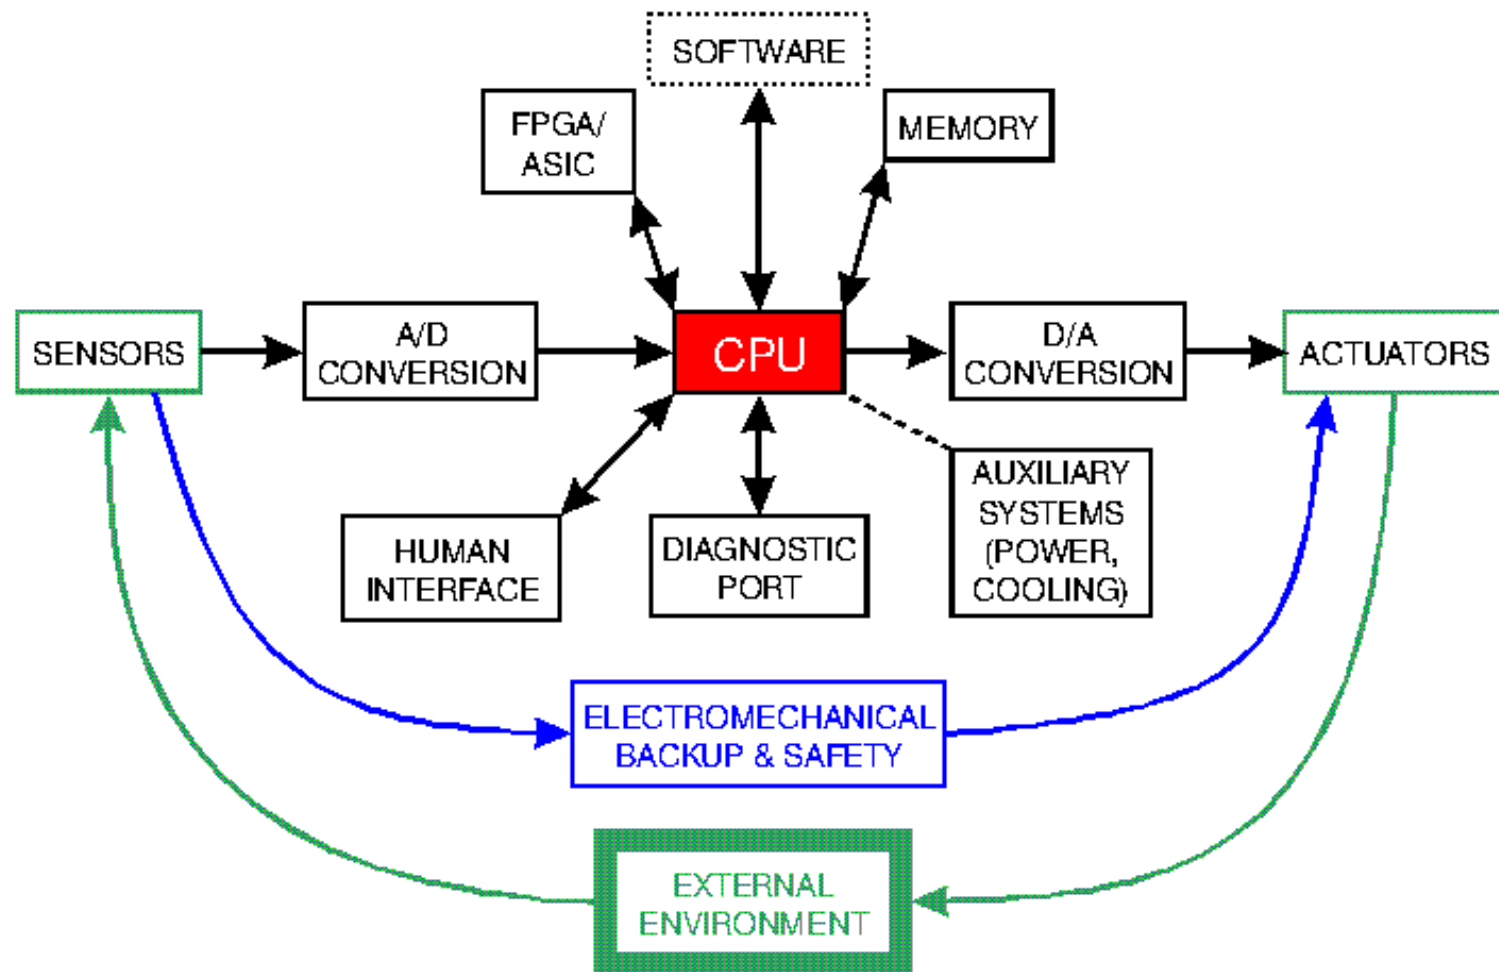 SOFTWARE
FPGA/
ASIC
MEMORY
SENSORS
A/D
CONVERSION
CPU
D/A
CONVERSION
ACTUATORS
HUMAN
INTERFACE
DIAGNOSTIC
PORT
AUXILIARY
SYSTEMS
(POWER,
COOLING)
ELECTROMECHANICAL
BACKUP & SAFETY
EXTERNAL
ENVIRONMENT